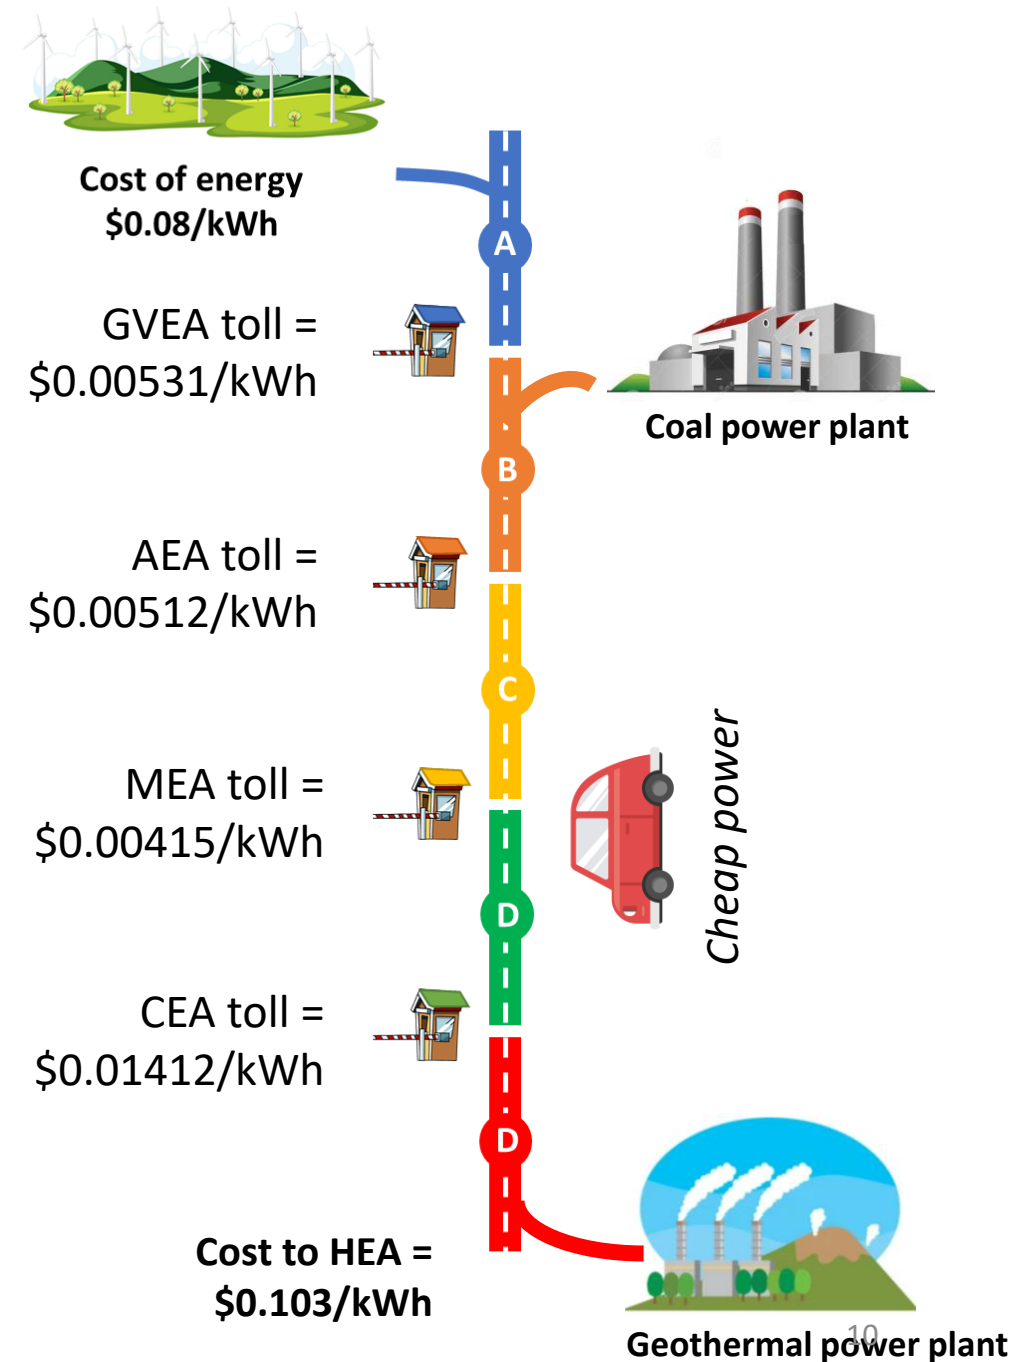 Cost of energy
$0.08/kWh
A
GVEA toll =
$0.00531/kWh
Coal power plant
B
AEA toll =
$0.00512/kWh
C
Cheap power
MEA toll =
$0.00415/kWh
D
CEA toll =
$0.01412/kWh
D
Cost to HEA =
$0.103/kWh
10
Geothermal power plant